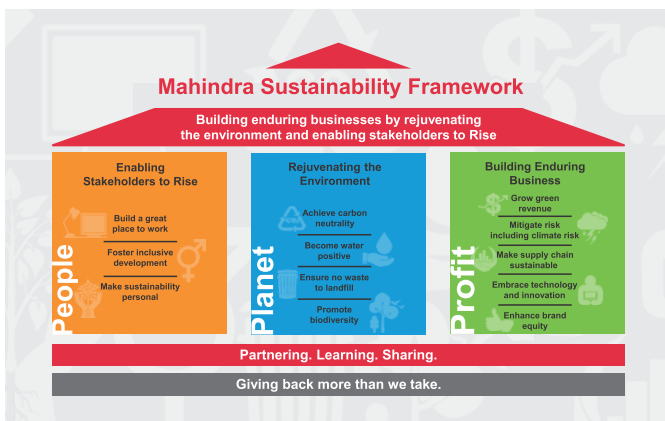 Mahindra Sustainability Framework
Building enduring businesses by rejuvenating
the environment and enabling stakeholders to Rise
Enabling
Stakeholders to Rise
Build a great
place to work
Foster inclusive
development
Make sustainability
personal
People
Rejuvenating the
Environment
Achieve carbon
neutrality
Become water
positive
Ensure no waste
to landfill
Promote
biodiversity
Planet
Building Enduring
Business
Grow green
revenue
Mitigate risk
including climate risk
Make supply chain
sustainable
Embrace technology
and innovation
Enhance brand
equity
Profit
Partnering. Learning. Sharing.
Giving back more than we take.